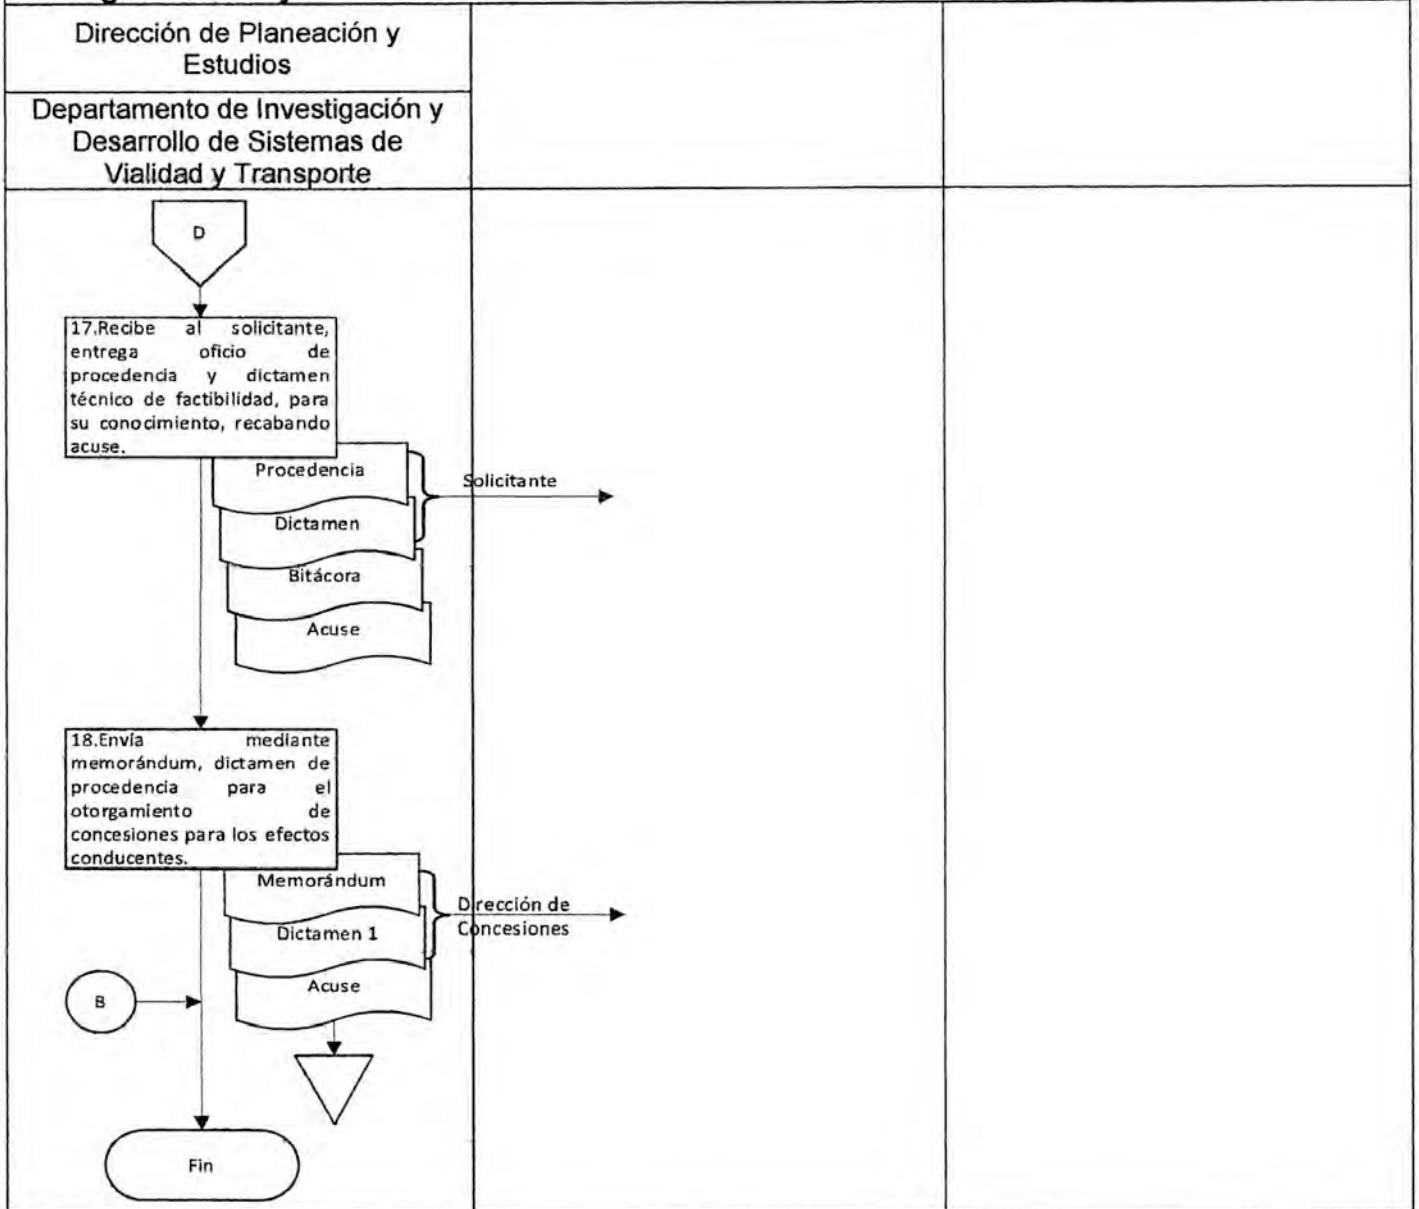 Dirección de Planeación y
Estudios
Departamento de Investigación y
Desarrollo de Sistemas de
Vialidad y Transporte
D
17.Recibe al solicitante,
entrega oficio de
procedencia y dictamen
técnico de factibilidad, para
su conocimiento, recabando
acuse.
Procedencia
Solicitante
Dictamen
Bitácora
Acuse
18.Envía mediante
memorándum, dictamen de
procedencia para el
otorgamiento de
concesiones para los efectos
conducentes.
Memorándum
Dirección de
Concesiones
Dictamen 1
Acuse
B
Fin